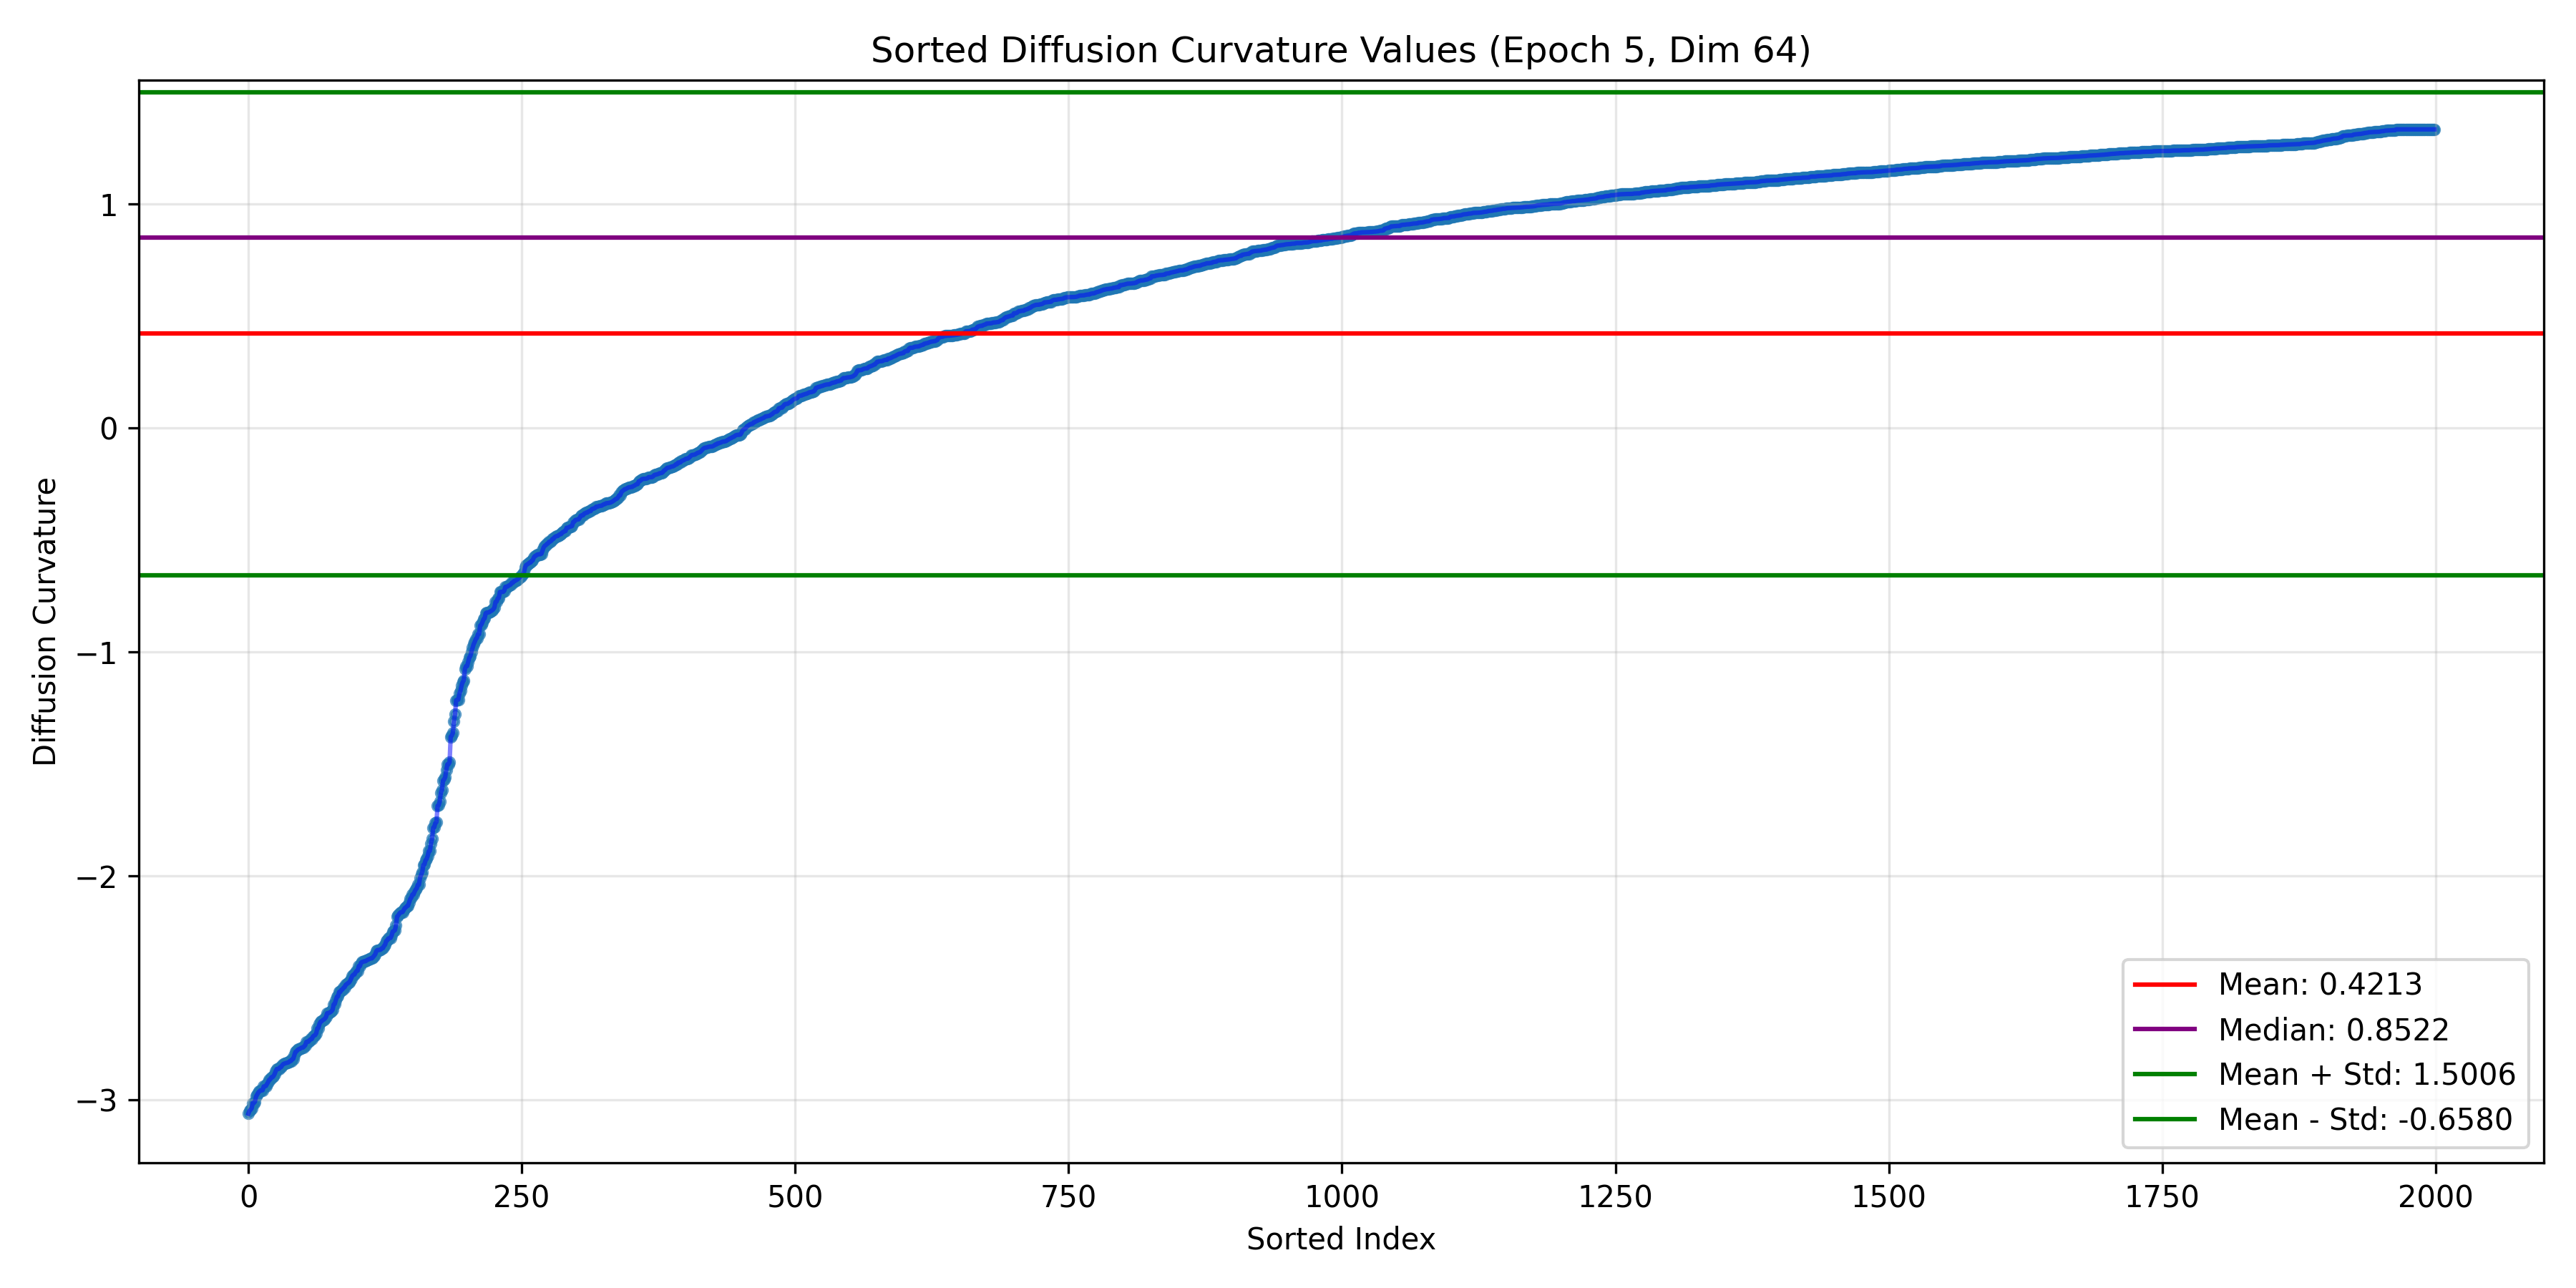 Sorted Diffusion Curvature Values (Epoch 5, Dim 64)
Diffusion Curvature
1
0
−1
−2
−3
Mean: 0.4213
Median: 0.8522
Mean + Std: 1.5006
Mean - Std: -0.6580
0 250 500 750 1000 1250 1500 1750 2000
Sorted Index